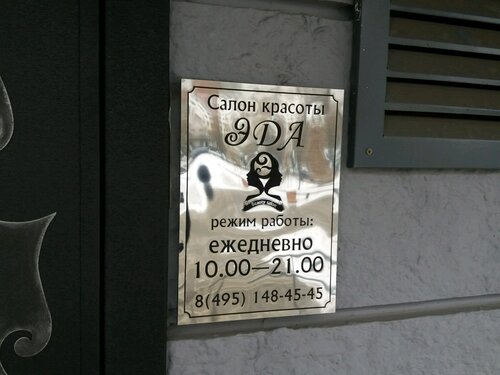 Салон красоты
ЭДА
режим работы:
ежедневно
10.00—21.00
8(495) 148-45-45